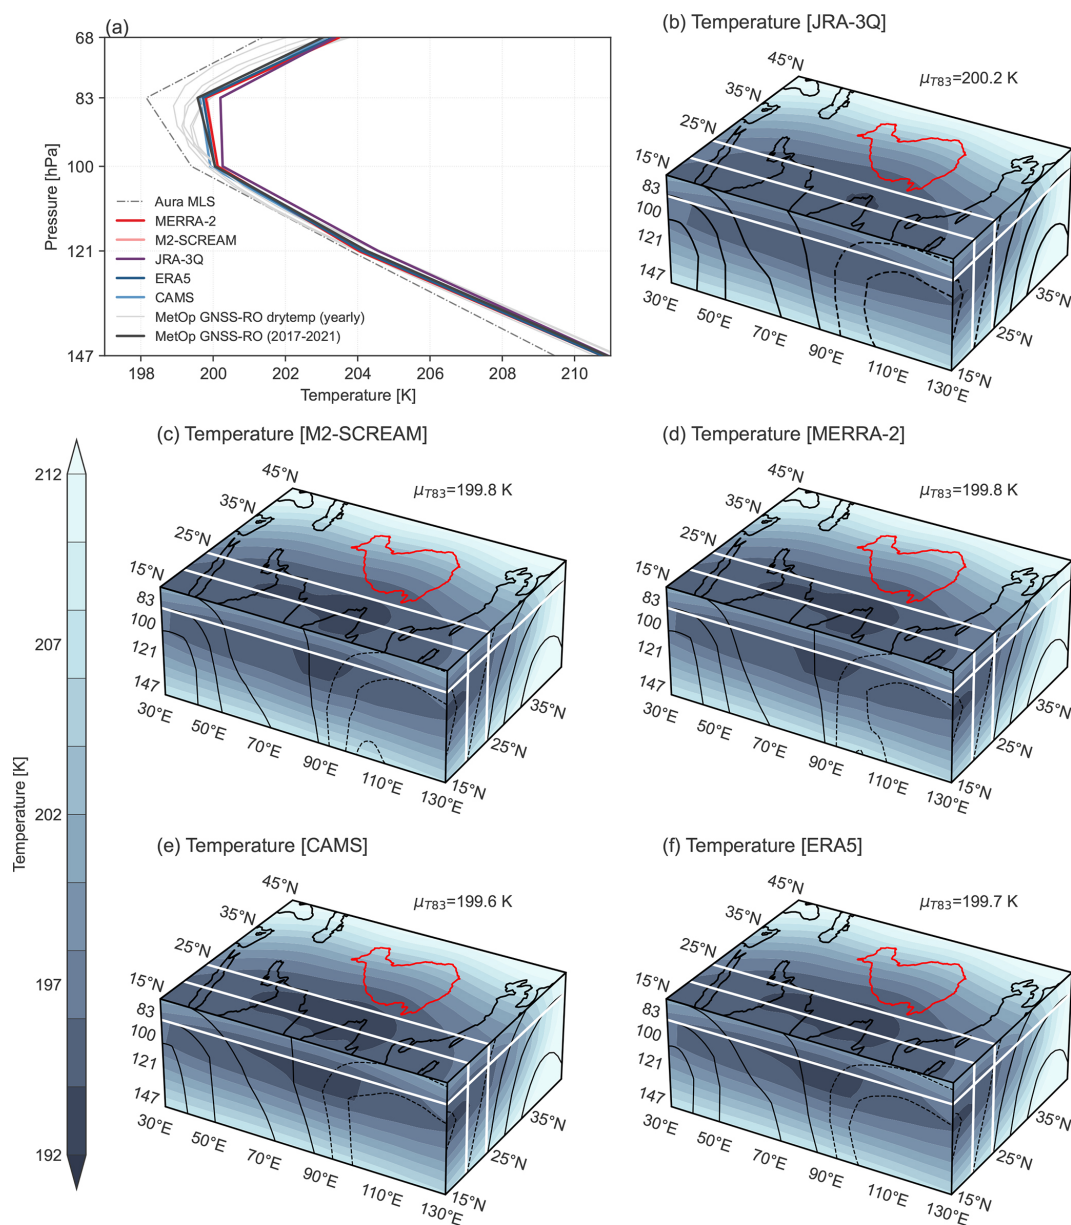 (a)
68
83
100
121
147
Pressure [hPa]
Aura MLS
MERRA-2
M2-SCREAM
JRA-3Q
ERA5
CAMS
MetOp GNSS-RO drytemp (yearly)
MetOp GNSS-RO (2017-2021)
198 200 202 204 206 208 210
Temperature [K]
(b) Temperature [JRA-3Q]
μT83=200.2 K
45°N
35°N
25°N
15°N
83
100
121
147
30°E 50°E 70°E 90°E 110°E 130°E
15°N
35°N
(c) Temperature [M2-SCREAM]
μT83=199.8 K
45°N
35°N
25°N
15°N
83
100
121
147
30°E 50°E 70°E 90°E 110°E 130°E
15°N
25°N
35°N
(d) Temperature [MERRA-2]
μT83=199.8 K
45°N
35°N
25°N
15°N
83
100
121
147
30°E 50°E 70°E 90°E 110°E 130°E
15°N
25°N
35°N
212
207
202
197
192
Temperature [K]
(e) Temperature [CAMS]
μT83=199.6 K
45°N
35°N
25°N
15°N
83
100
121
147
30°E 50°E 70°E 90°E 110°E 130°E
15°N
25°N
35°N
(f) Temperature [ERA5]
μT83=199.7 K
45°N
35°N
25°N
15°N
83
100
121
147
30°E 50°E 70°E 90°E 110°E 130°E
15°N
25°N
35°N